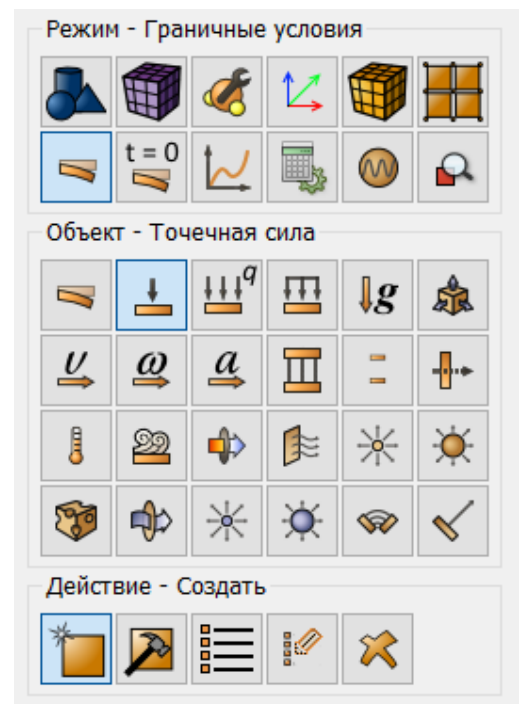 Режим - Граничные условия
t = 0
Объект - Точечная сила
q
g
υ
ω
a
Действие - Создать